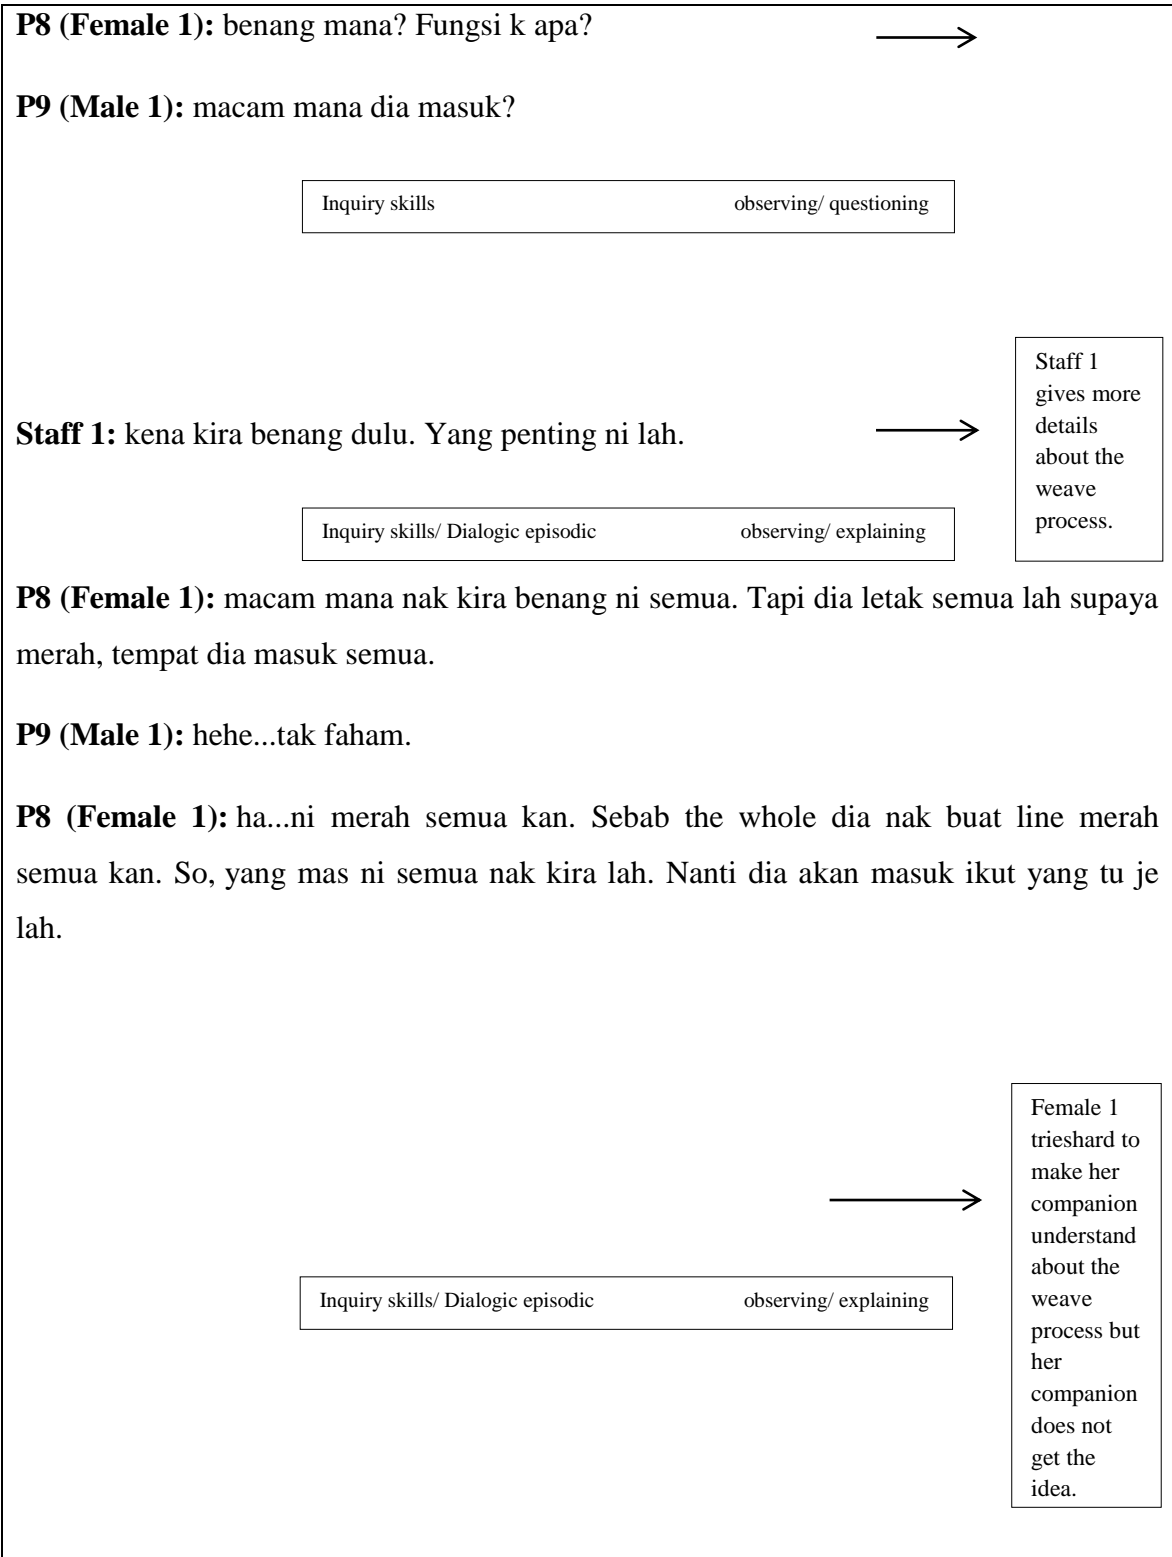 P8 (Female 1): benang mana? Fungsi k apa?
P9 (Male 1): macam mana dia masuk?
Inquiry skills observing/ questioning
Staff 1: kena kira benang dulu. Yang penting ni lah.
Staff 1
gives more
details
about the
weave
process.
Inquiry skills/ Dialogic episodic observing/ explaining
P8 (Female 1): macam mana nak kira benang ni semua. Tapi dia letak semua lah supaya
merah, tempat dia masuk semua.
P9 (Male 1): hehe...tak faham.
P8 (Female 1): ha...ni merah semua kan. Sebab the whole dia nak buat line merah
semua kan. So, yang mas ni semua nak kira lah. Nanti dia akan masuk ikut yang tu je
lah.
Female 1
trieshard to
make her
companion
understand
about the
weave
process but
her
companion
does not
get the
idea.
Inquiry skills/ Dialogic episodic observing/ explaining